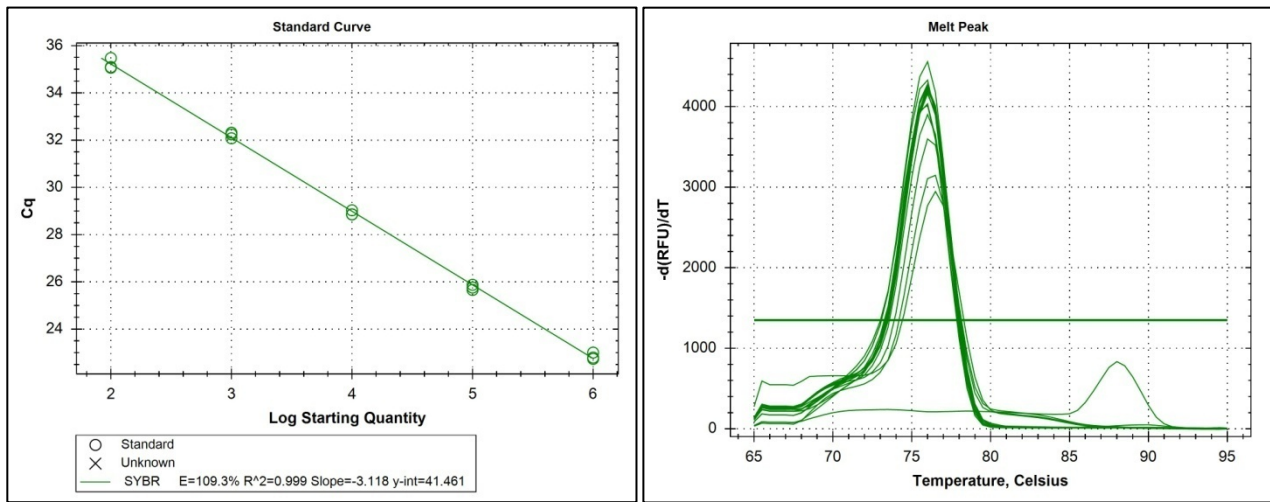 Standard Curve
36
34
32
30
28
26
24
Cq
2 3 4 5 6
Log Starting Quantity
Standard
Unknown
SYBR E=109.3% R^2=0.999 Slope=-3.118 y-int=41.461
Melt Peak
4000
3000
2000
1000
0
-d(RFU)/dT
65 70 75 80 85 90 95
Temperature, Celsius